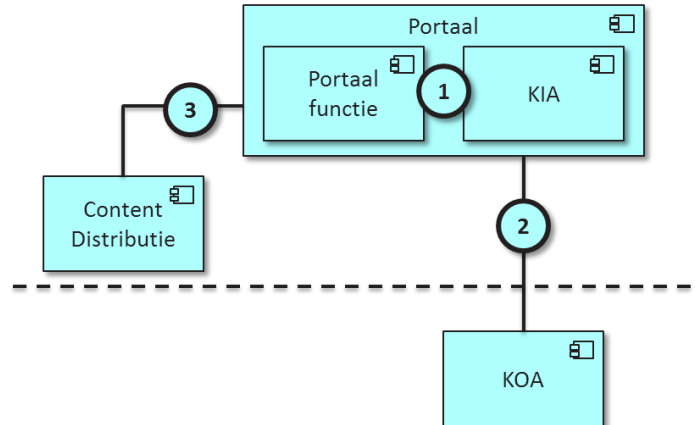 Portaal
Portaal
functie
1
KIA
3
Content
Distributie
2
KOA